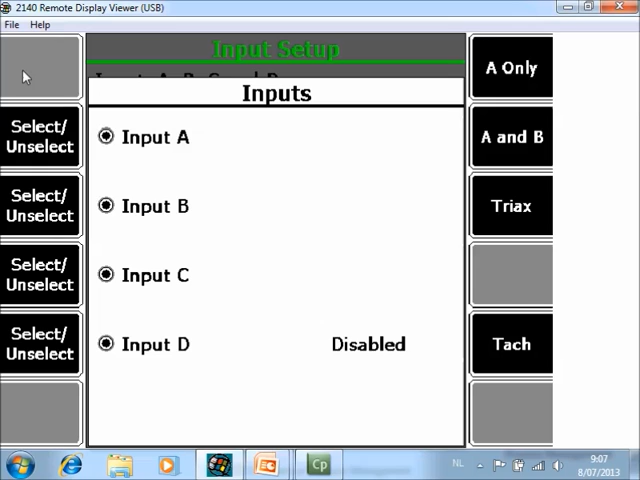 2140 Remote Display Viewer (USB)
File Help
Input Setup
Inputs
A Only
Select/
Unselect
Input A
A and B
Select/
Unselect
Input B
Triax
Select/
Unselect
Input C
Select/
Unselect
Input D
Disabled
Tach
Cp
NL
9:07
8/07/2013